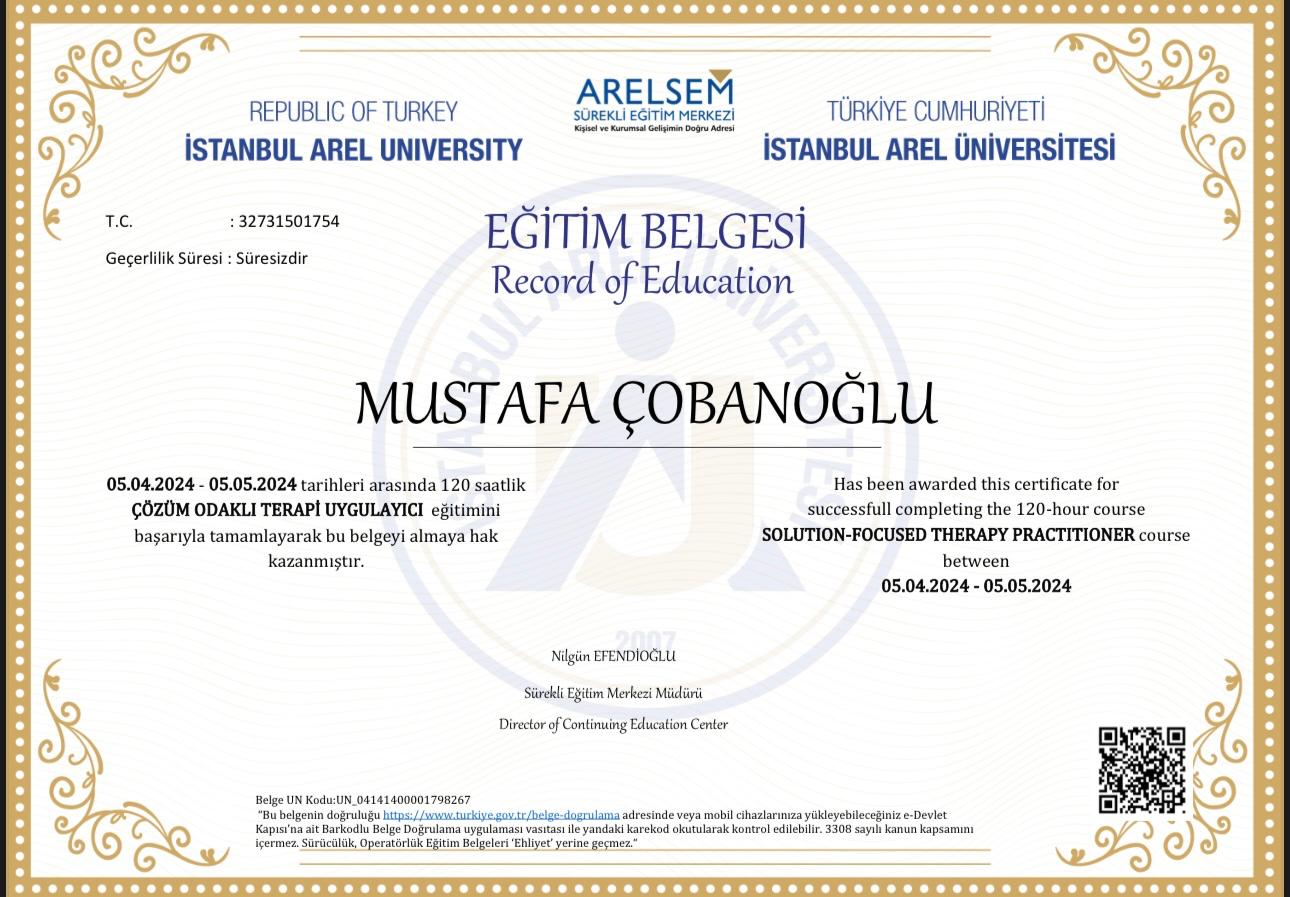 ARELSEM
SÜREKLİ EĞİTİM MERKEZİ
Kişisel ve Kurumsal Gelişimin Doğru Adresi
REPUBLIC OF TURKEY
İSTANBUL AREL UNIVERSITY
TÜRKİYE CUMHURİYETİ
İSTANBUL AREL ÜNİVERSİTESİ
T.C. : 32731501754
Geçerlilik Süresi : Süresizdir
EĞİTİM BELGESİ
Record of Education
İSTANBUL AREL ÜNİVERSİTESİ
MUSTAFA ÇOBANOĞLU
05.04.2024 - 05.05.2024 tarihleri arasında 120 saatlik
ÇÖZÜM ODAKLI TERAPİ UYGULAYICI eğitimini
başarıyla tamamlayarak bu belgeyi almaya hak
kazanmıştır.
Has been awarded this certificate for
successfull completing the 120-hour course
SOLUTION-FOCUSED THERAPY PRACTITIONER course
between
05.04.2024 - 05.05.2024
2007
Nilgün EFENDİOĞLU
Sürekli Eğitim Merkezi Müdürü
Director of Continuing Education Center
Belge UN Kodu:UN_04141400001798267
"Bu belgenin doğruluğu https://www.turkiye.gov.tr/belge-dogrulama adresinde veya mobil cihazlarınıza yükleyebileceğiniz e-Devlet
Kapısı'na ait Barkodlu Belge Doğrulama uygulaması vasıtası ile yandaki karekod okutularak kontrol edilebilir. 3308 sayılı kanun kapsamını
içermez. Sürücülük, Operatörlük Eğitim Belgeleri 'Ehliyet' yerine geçmez."